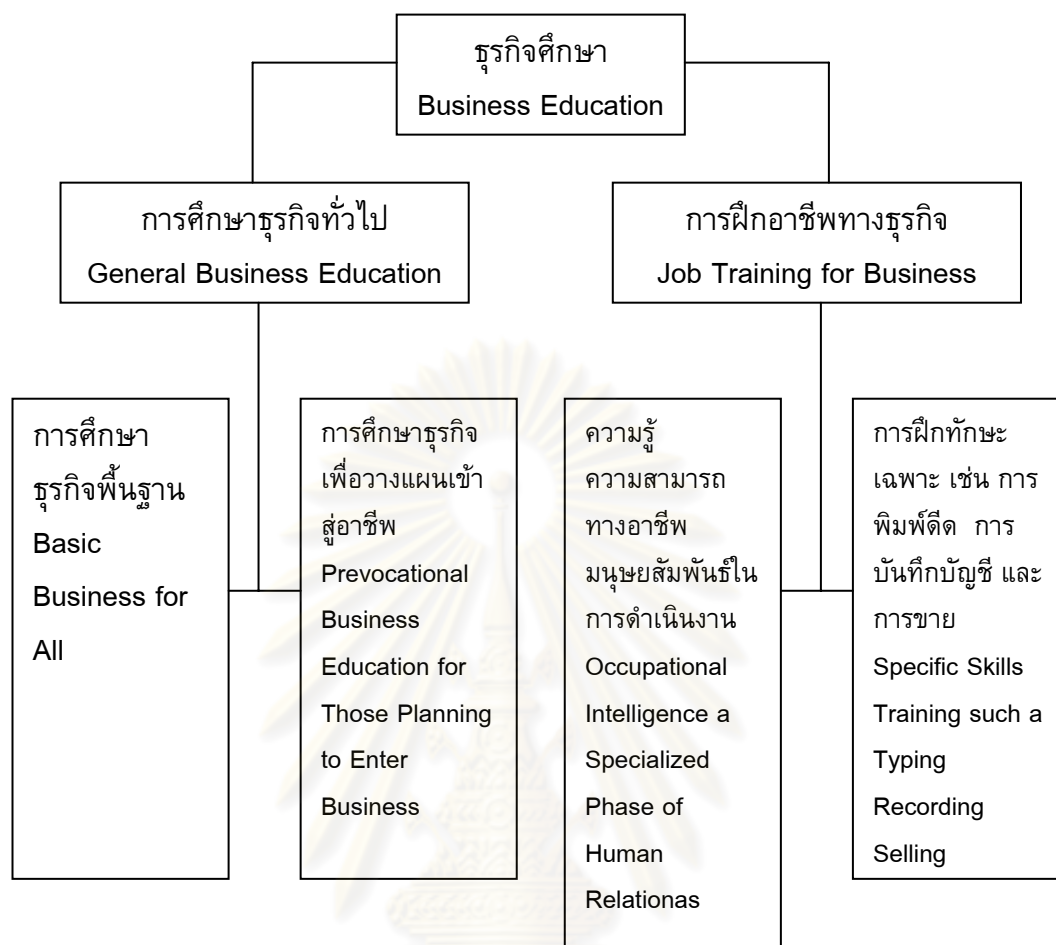 ธุรกิจศึกษา
Business Education
การศึกษาธุรกิจทั่วไป
General Business Education
การฝึกอาชีพทางธุรกิจ
Job Training for Business
การศึกษา
ธุรกิจพื้นฐาน
Basic
Business for
All
การศึกษาธุรกิจ
เพื่อวางแผนเข้า
สู่อาชีพ
Prevocational
Business
Education for
Those Planning
to Enter
Business
ความรู้
ความสามารถ
ทางอาชีพ
มนุษยสัมพันธ์ใน
การดำเนินงาน
Occupational
Intelligence a
Specialized
Phase of
Human
Relationas
การฝึกทักษะ
เฉพาะ เช่น การ
พิมพ์ดีด การ
บันทึกบัญชี และ
การขาย
Specific Skills
Training such a
Typing
Recording
Selling